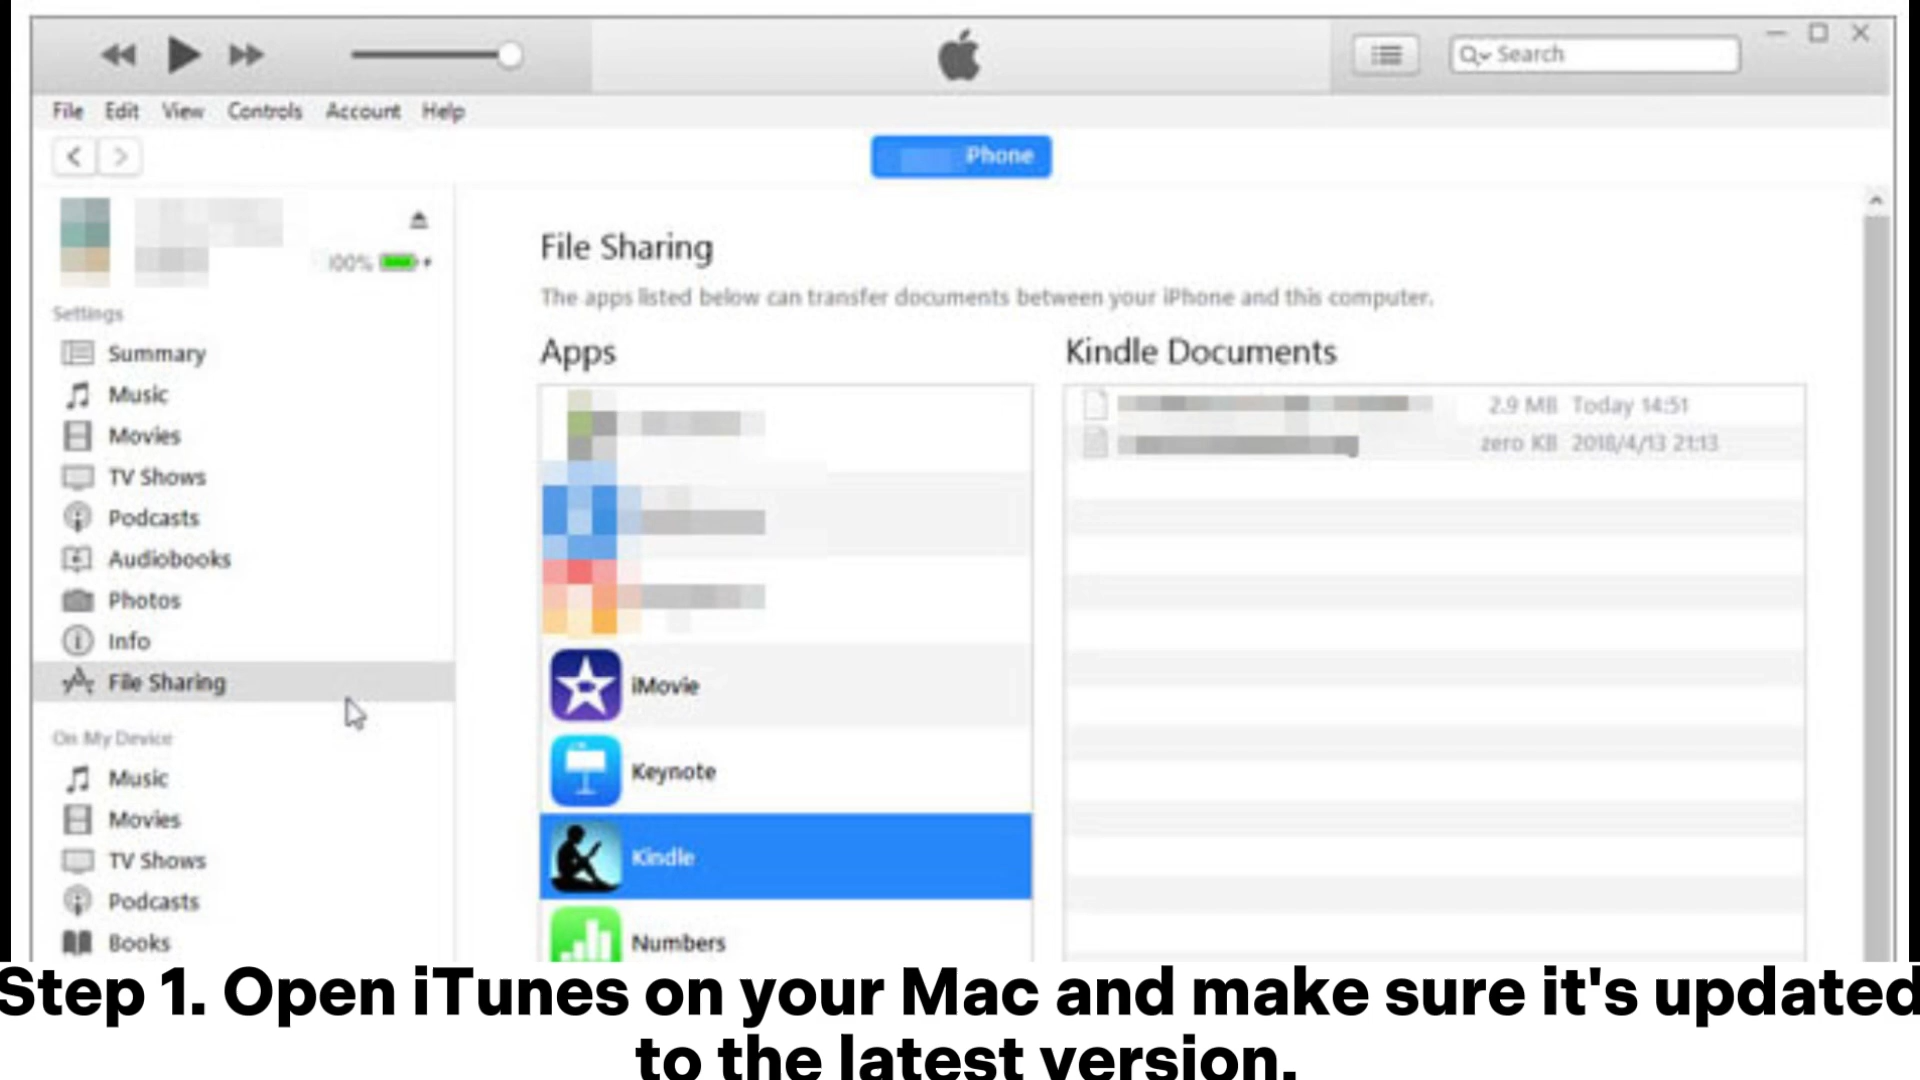 Search
File Edit View Controls Account Help
Phone
100%
File Sharing
The apps listed below can transfer documents between your iPhone and this computer.
Settings
Summary
Music
Movies
TV Shows
Podcasts
Audiobooks
Photos
Info
File Sharing
On My Device
Music
Movies
TV Shows
Podcasts
Books
Apps
iMovie
Keynote
Kindle
Numbers
Kindle Documents
2.9 MB Today 14:51
zero KB 2018/4/13 21:13
Step 1. Open iTunes on your Mac and make sure it's updated
to the latest version.